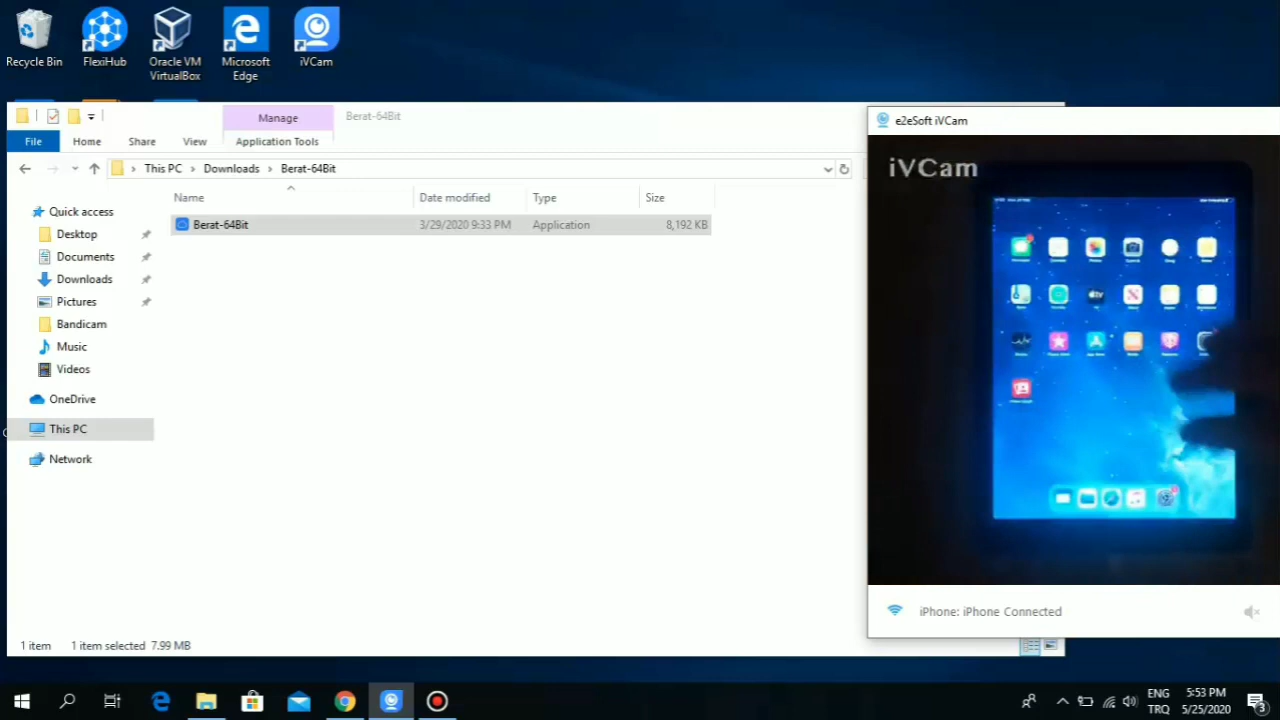 Recycle Bin
FlexiHub
Oracle VM
VirtualBox
Microsoft
Edge
iVCam
Manage
Berat-64Bit
File
Home
Share
View
Application Tools
This PC
Downloads
Berat-64Bit
Name
Date modified
Type
Size
Berat-64Bit
3/29/2020 9:33 PM
Application
8,192 KB
Quick access
Desktop
Documents
Downloads
Pictures
Bandicam
Music
Videos
OneDrive
This PC
Network
1 item
1 item selected 7.99 MB
e2eSoft iVCam
iVCam
iPhone: iPhone Connected
ENG
TRQ
5:53 PM
5/25/2020
3